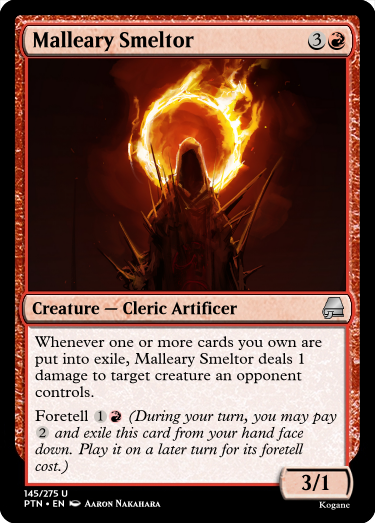 Malleary Smeltor 3
Creature — Cleric Artificer
Whenever one or more cards you own are
put into exile, Malleary Smeltor deals 1
damage to target creature an opponent
controls.
Foretell 1 (During your turn, you may pay
2 and exile this card from your hand face
down. Play it on a later turn for its foretell
cost.)
3/1
145/275 U
PTN • EN Aaron Nakahara
Kogane